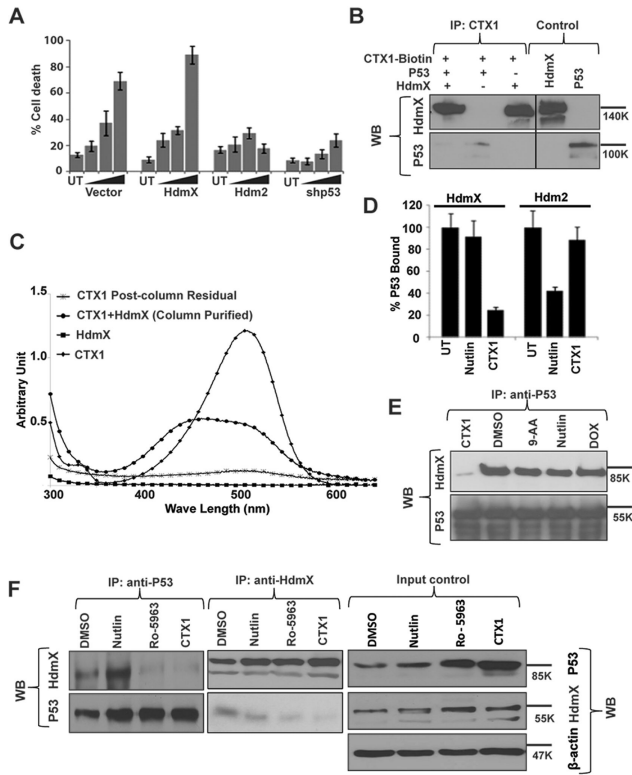 A
% Cell death
100
80
60
40
20
0
UT UT UT UT
Vector HdmX Hdm2 shp53
B
IP: CTX1 Control
CTX1-Biotin + + +
P53 + + -
HdmX + - +
HdmX P53
WB
HdmX
140K
P53
100K
C
CTX1 Post-column Residual
CTX1+HdmX (Column Purified)
HdmX
CTX1
Arbitrary Unit
1.5
1.0
0.5
300 400 500 600
Wave Length (nm)
D
HdmX Hdm2
% P53 Bound
120
100
80
60
40
20
0
UT Nutlin CTX1 UT Nutlin CTX1
E
IP: anti-P53
CTX1 DMSO 9-AA Nutlin DOX
WB
HdmX
85K
P53
55K
F
IP: anti-P53 IP: anti-HdmX Input control
DMSO Nutlin Ro-5963 CTX1 DMSO Nutlin Ro-5963 CTX1 DMSO Nutlin Ro-5963 CTX1
WB
HdmX
P53
85K P53
55K HdmX
47K β-actin
WB